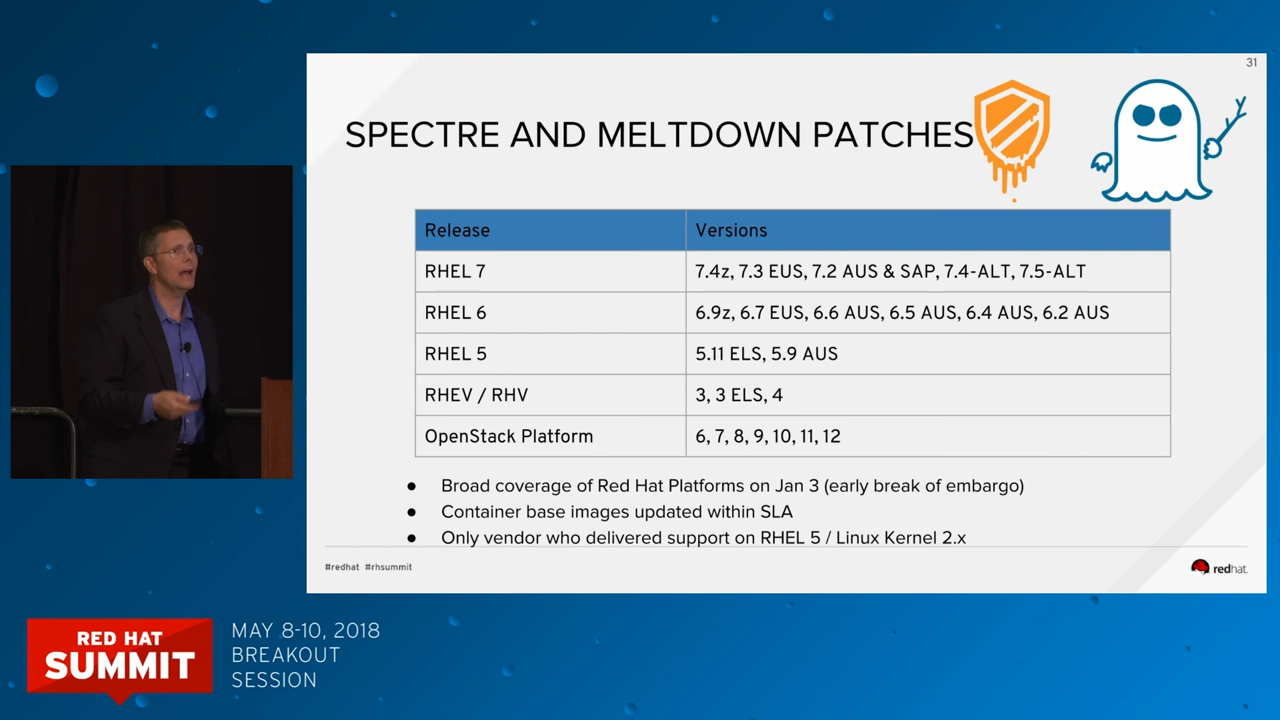 31
SPECTRE AND MELTDOWN PATCHES
Release Versions
RHEL 7 7.4z, 7.3 EUS, 7.2 AUS & SAP, 7.4-ALT, 7.5-ALT
RHEL 6 6.9z, 6.7 EUS, 6.6 AUS, 6.5 AUS, 6.4 AUS, 6.2 AUS
RHEL 5 5.11 ELS, 5.9 AUS
RHEV / RHV 3, 3 ELS, 4
OpenStack Platform 6, 7, 8, 9, 10, 11, 12
● Broad coverage of Red Hat Platforms on Jan 3 (early break of embargo)
● Container base images updated within SLA
● Only vendor who delivered support on RHEL 5 / Linux Kernel 2.x
#redhat #rhsummit
redhat.
RED HAT
SUMMIT
MAY 8-10, 2018
BREAKOUT
SESSION